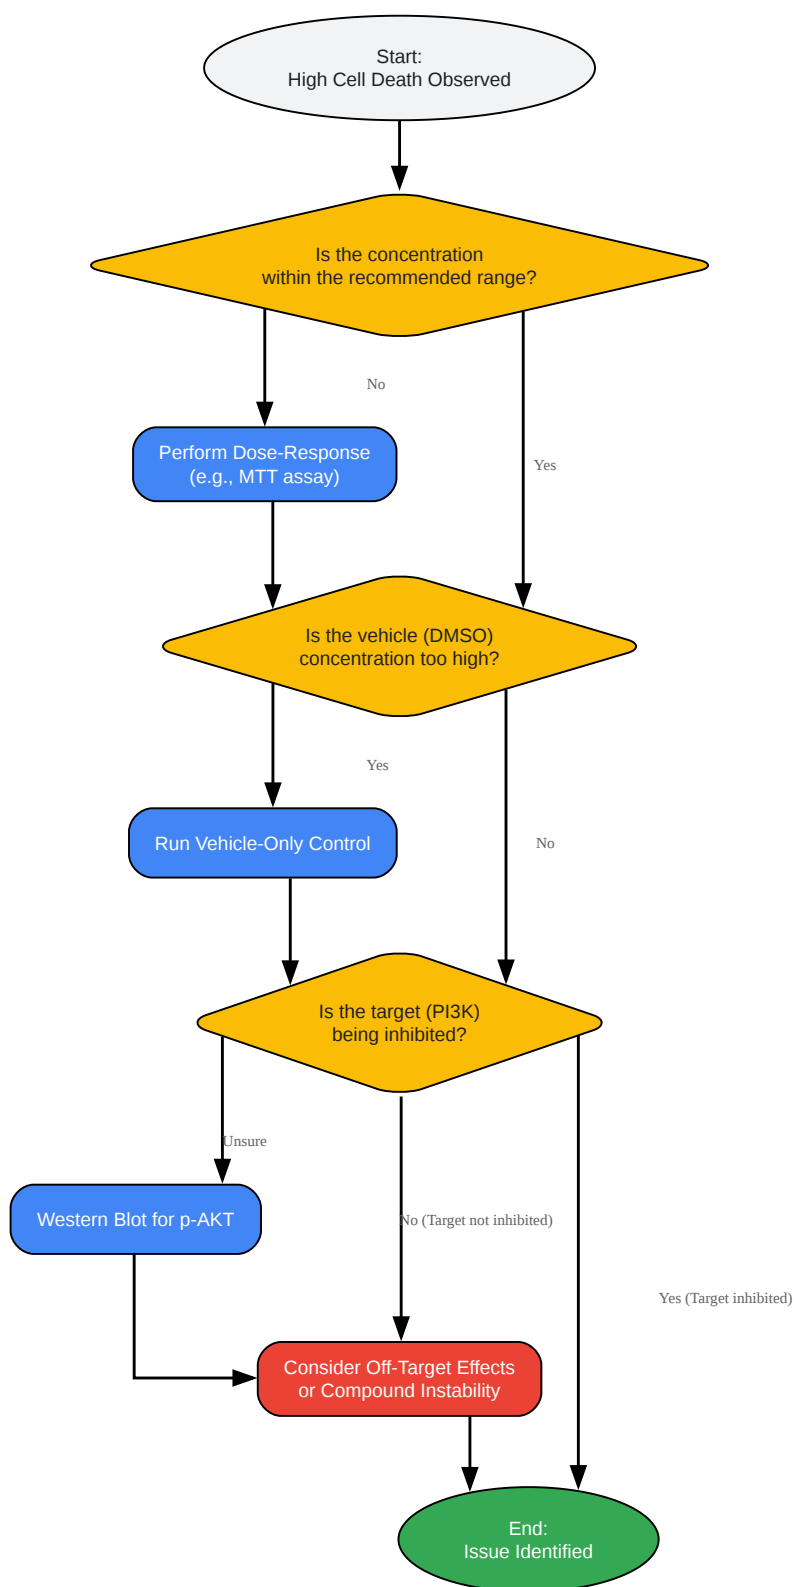 Start:
High Cell Death Observed
Is the concentration
within the recommended range?
No
Perform Dose-Response
(e.g., MTT assay)
Yes
Is the vehicle (DMSO)
concentration too high?
Yes
Run Vehicle-Only Control
No
Is the target (PI3K)
being inhibited?
Unsure
Western Blot for p-AKT
No (Target not inhibited)
Yes (Target inhibited)
Consider Off-Target Effects
or Compound Instability
End:
Issue Identified